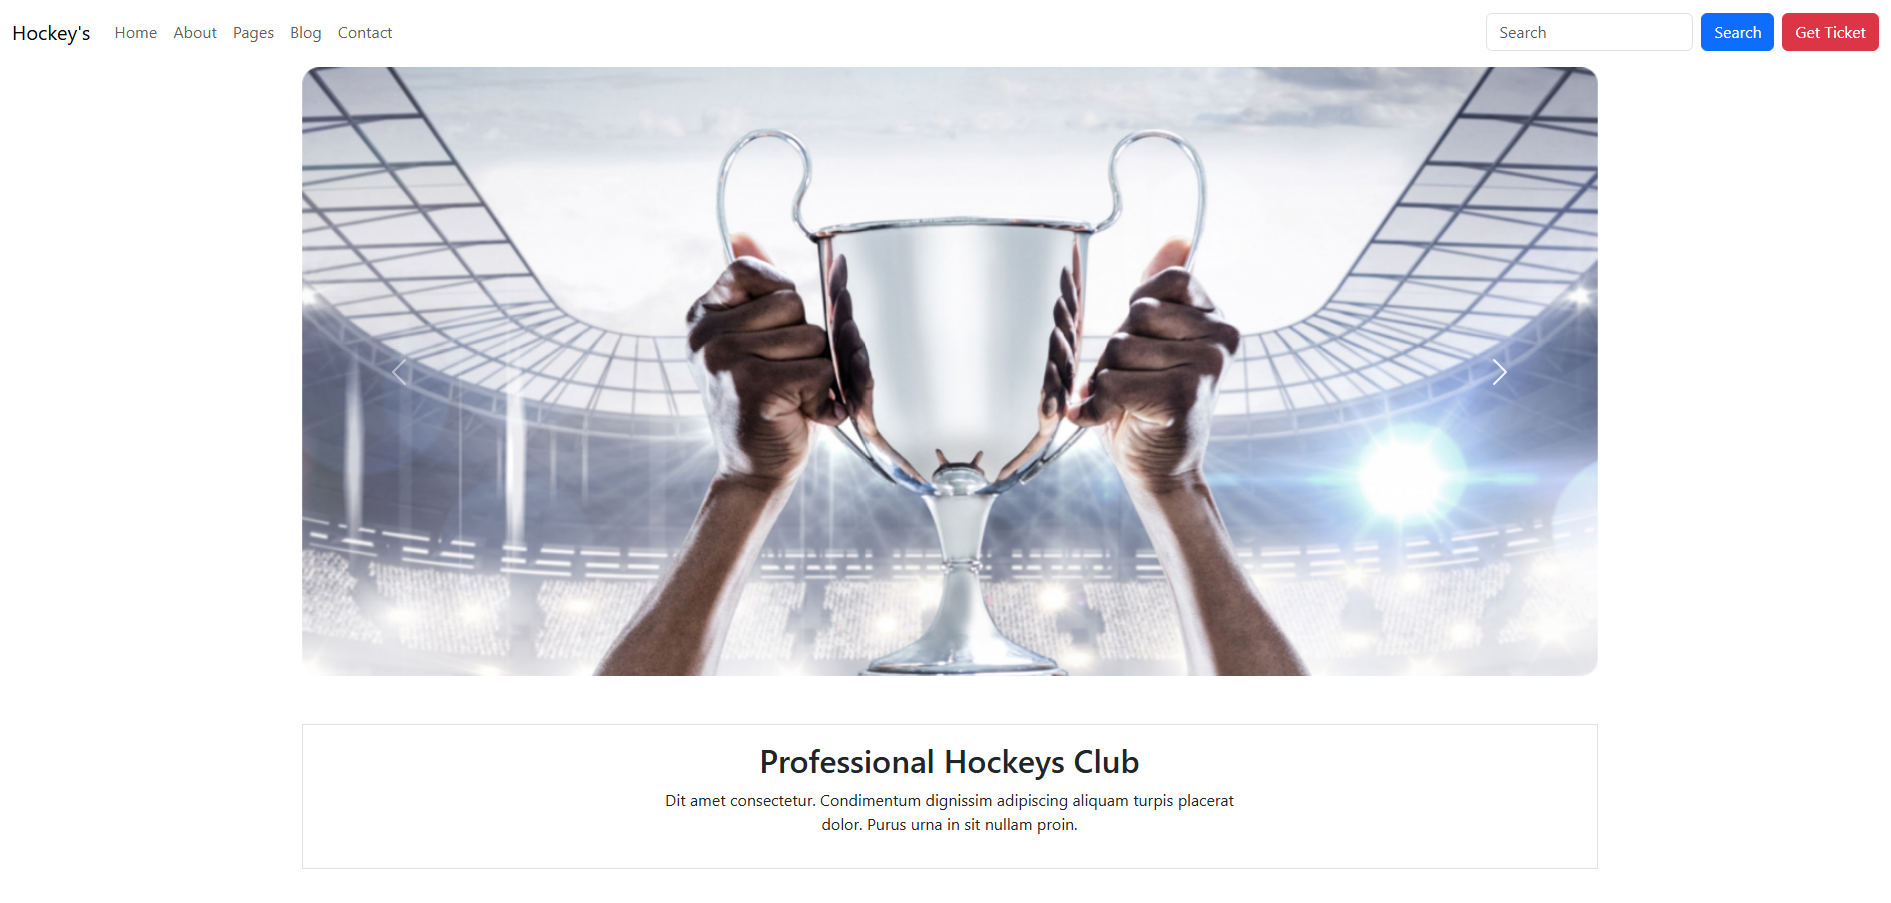 Hockey's Home About Pages Blog Contact Search Search Get Ticket
Professional Hockeys Club
Dit amet consectetur. Condimentum dignissim adipiscing aliquam turpis placerat
dolor. Purus urna in sit nullam proin.